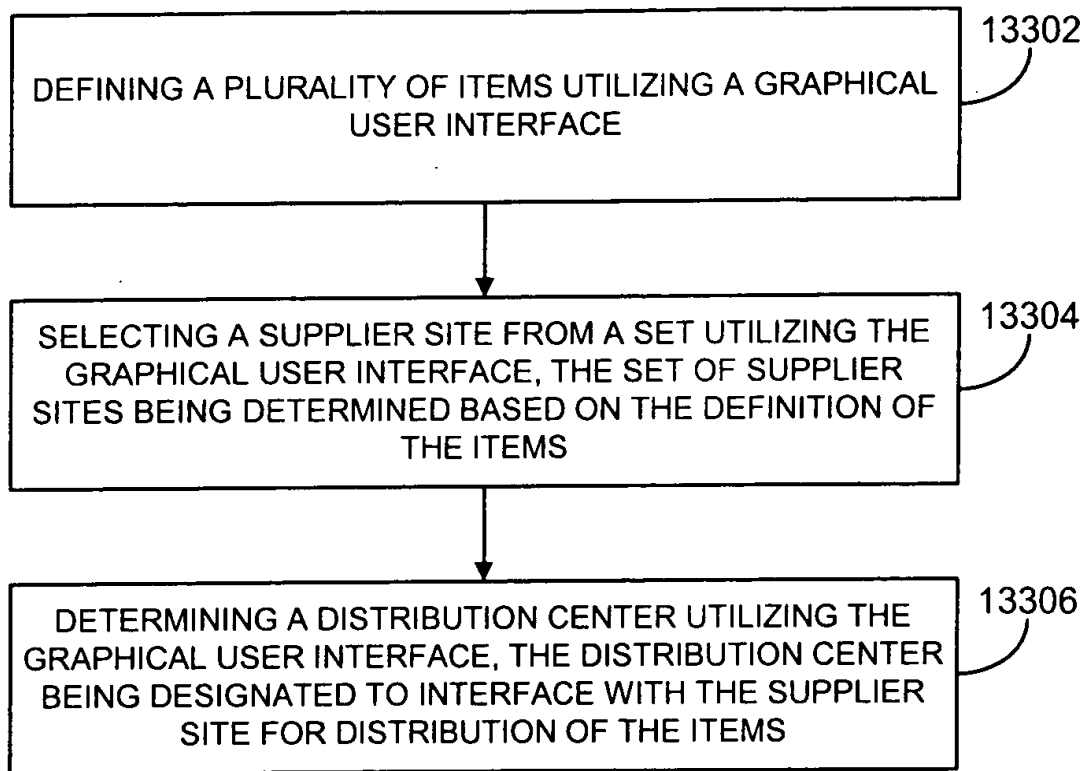 13302
DEFINING A PLURALITY OF ITEMS UTILIZING A GRAPHICAL
USER INTERFACE
13304
SELECTING A SUPPLIER SITE FROM A SET UTILIZING THE
GRAPHICAL USER INTERFACE, THE SET OF SUPPLIER
SITES BEING DETERMINED BASED ON THE DEFINITION OF
THE ITEMS
13306
DETERMINING A DISTRIBUTION CENTER UTILIZING THE
GRAPHICAL USER INTERFACE, THE DISTRIBUTION CENTER
BEING DESIGNATED TO INTERFACE WITH THE SUPPLIER
SITE FOR DISTRIBUTION OF THE ITEMS